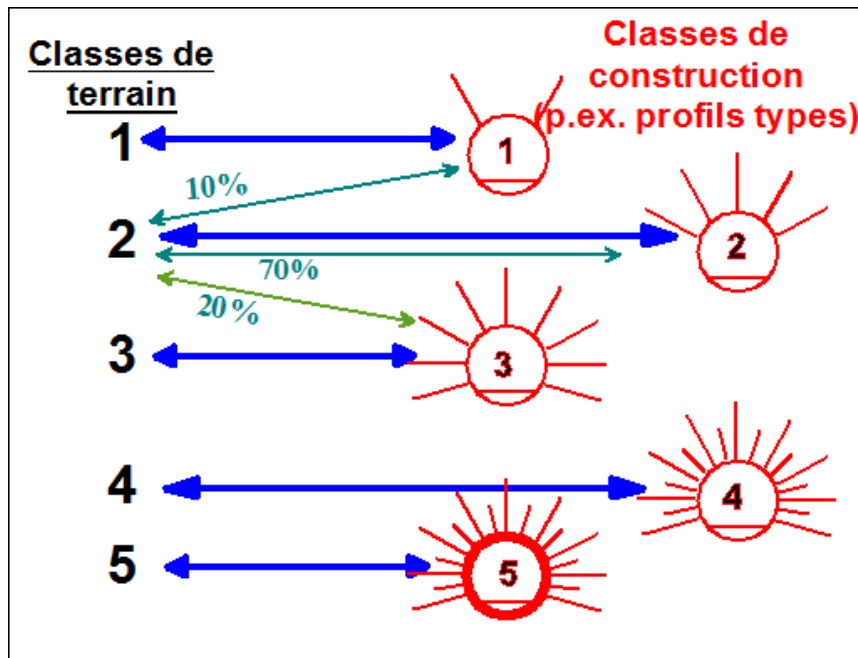 Classes de
terrain
Classes de
construction
(p.ex. profils types)
1
1
10%
2
2
70%
20%
3
3
4
4
5
5